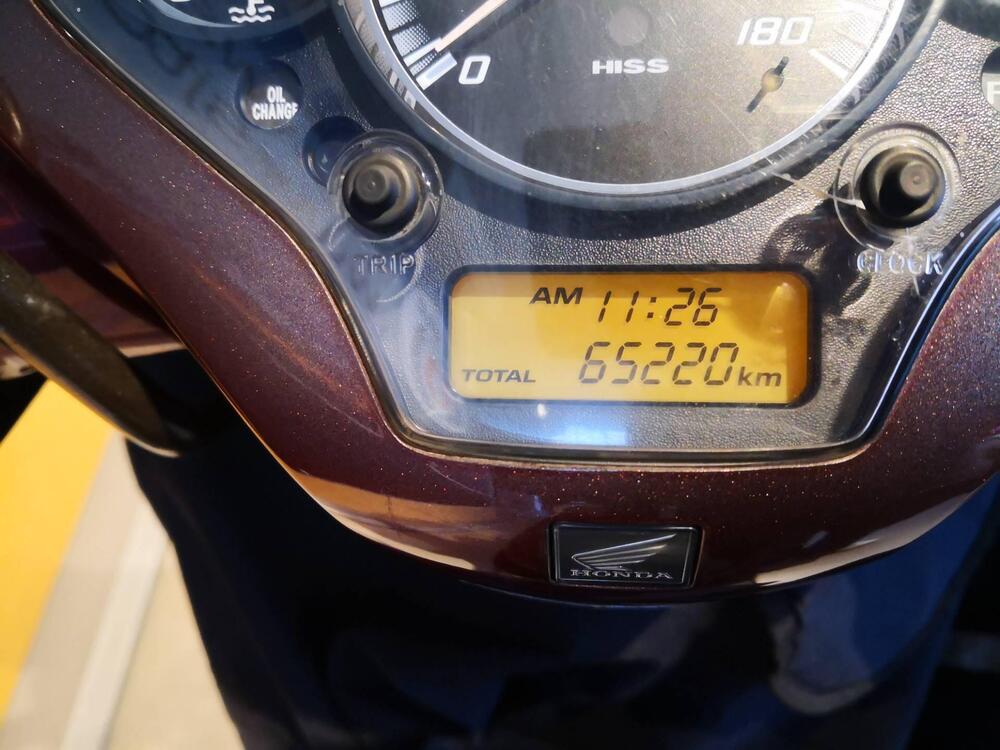 0
180
HISS
OIL
CHANGE
TRIP
CLOCK
AM 11:26
TOTAL 65220km
HONDA